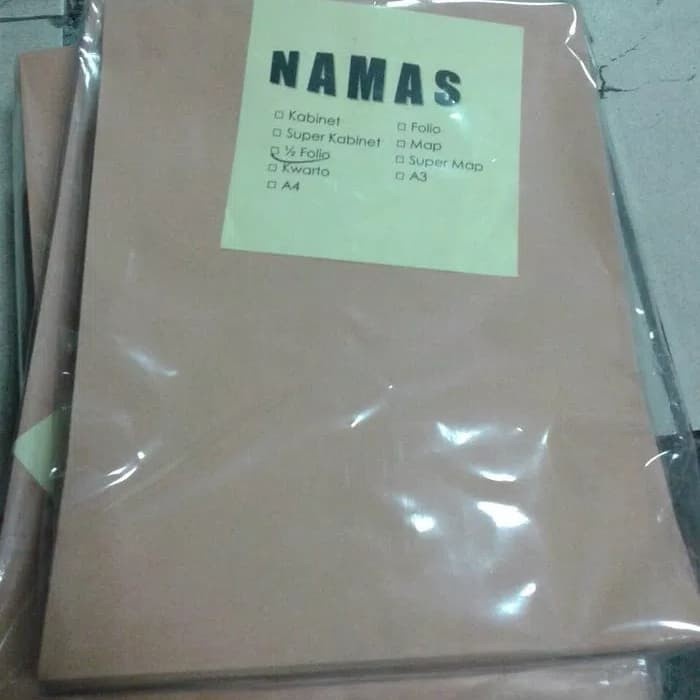 NAMAS
□ Kabinet
□ Super Kabinet
□ ½ Folio
□ Kwarto
□ A4
□ Folio
□ Map
□ Super Map
□ A3